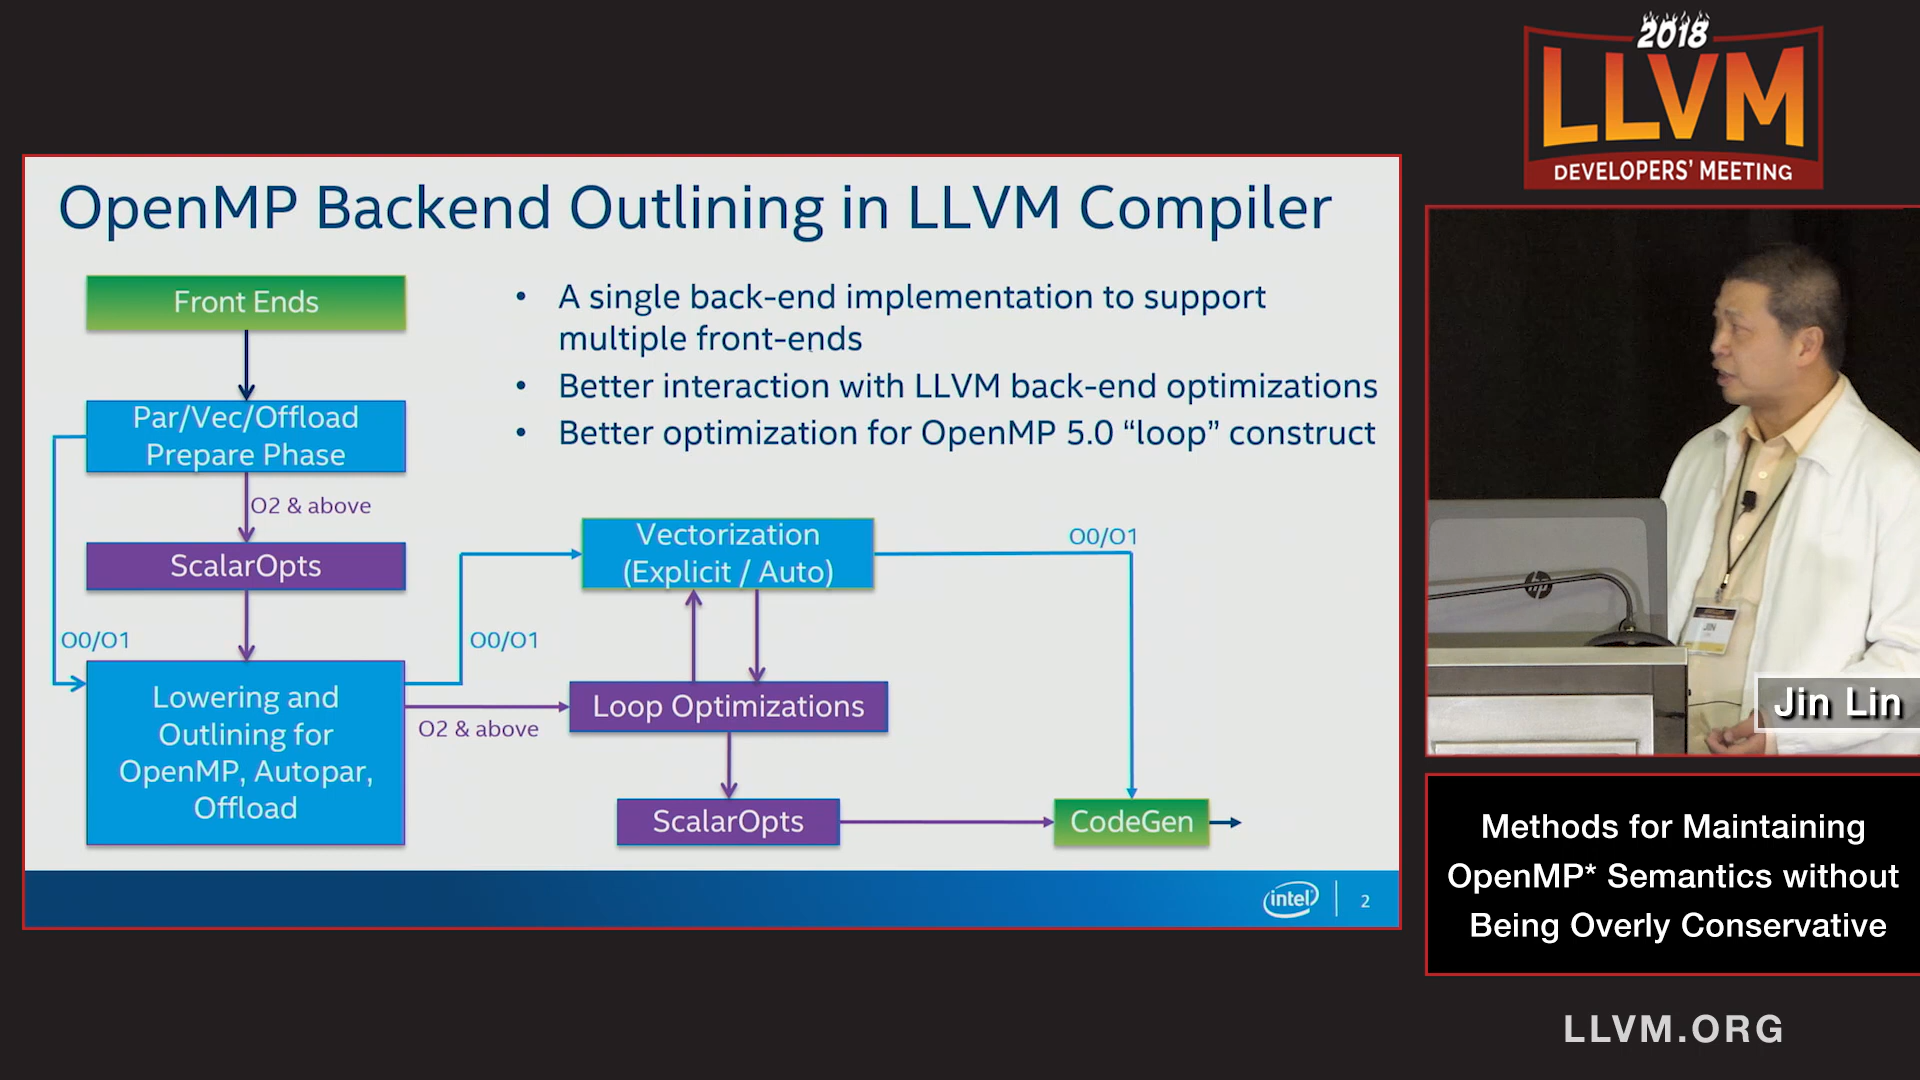 2018
LLVM
DEVELOPERS' MEETING
OpenMP Backend Outlining in LLVM Compiler
Front Ends
Par/Vec/Offload
Prepare Phase
O2 & above
ScalarOpts
O0/O1
Lowering and
Outlining for
OpenMP, Autopar,
Offload
• A single back-end implementation to support
multiple front-ends
• Better interaction with LLVM back-end optimizations
• Better optimization for OpenMP 5.0 “loop” construct
Vectorization
(Explicit / Auto)
O0/O1
O0/O1
O2 & above
Loop Optimizations
ScalarOpts
CodeGen
intel
2
hp
JIN
Jin Lin
Methods for Maintaining
OpenMP* Semantics without
Being Overly Conservative
LLVM.ORG